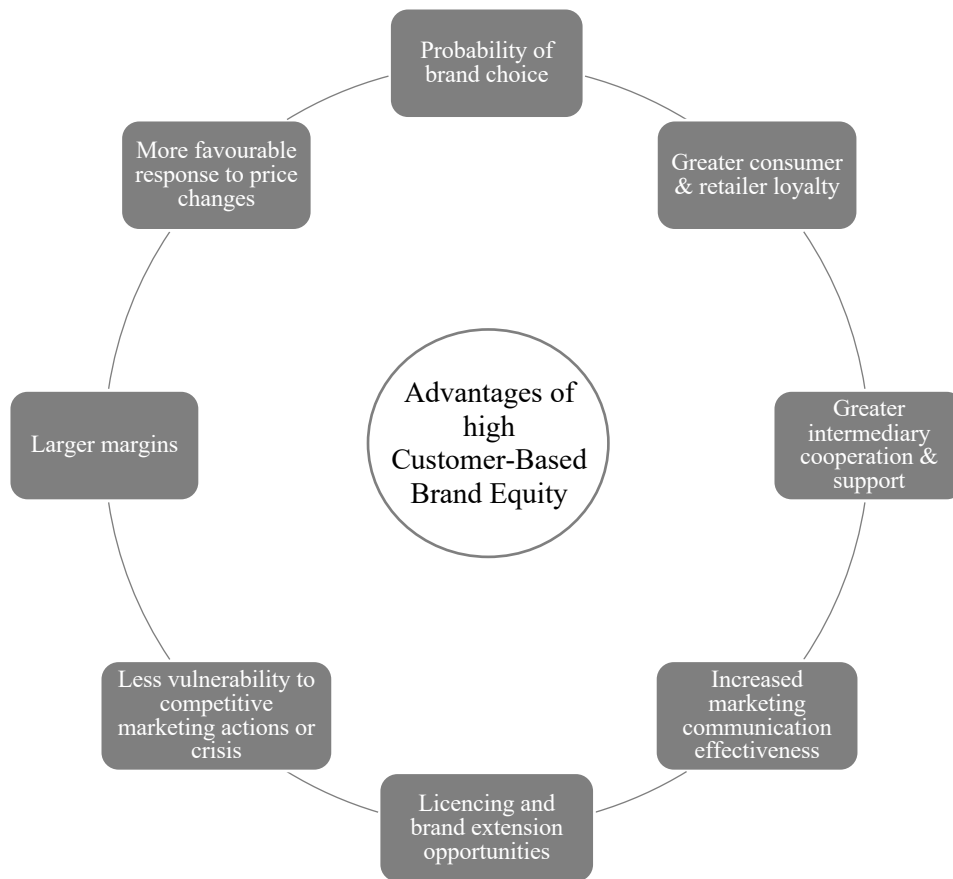 Probability of
brand choice
Greater consumer
& retailer loyalty
Greater
intermediary
cooperation &
support
Increased
marketing
communication
effectiveness
Licencing and
brand extension
opportunities
Less vulnerability to
competitive
marketing actions or
crisis
Larger margins
More favourable
response to price
changes
Advantages of
high
Customer-Based
Brand Equity